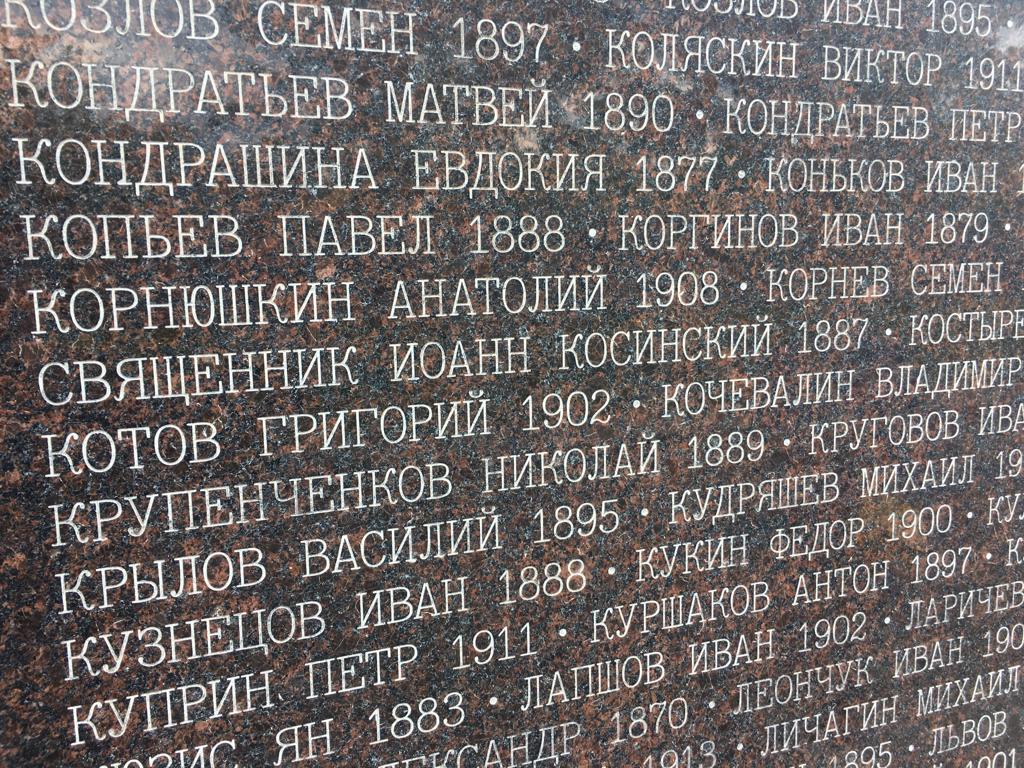 КОЗЛОВ СЕМЕН 1897 • КОЗЛОВ ИВАН 1895 •
КОЛЯСКИН ВИКТОР 1911
КОНДРАТЬЕВ МАТВЕЙ 1890 • КОНДРАТЬЕВ ПЕТР
КОНДРАШИНА ЕВДОКИЯ 1877 • КОНЬКОВ ИВАН
КОПЬЕВ ПАВЕЛ 1888 • КОРГИНОВ ИВАН 1879 •
КОРНЮШКИН АНАТОЛИЙ 1908 • КОРНЕВ СЕМЕН
СВЯЩЕННИК ИОАНН КОСИНСКИЙ 1887 • КОСТЫРЕ
КОТОВ ГРИГОРИЙ 1902 • КОЧЕВАЛИН ВЛАДИМИР
КРУПЕНЧЕНКОВ НИКОЛАЙ 1889 • КРУГОВОВ ИВА
КРЫЛОВ ВАСИЛИЙ 1895 • КУДРЯШЕВ МИХАИЛ 19
КУЗНЕЦОВ ИВАН 1888 • КУКИН ФЕДОР 1900 •
КУПРИН ПЕТР 1911 • КУРШАКОВ АНТОН 1897 •
ЯН 1883 • ЛАПШОВ ИВАН 1902 • ЛАРИЧЕВ
1870 • ЛЕОНЧУК ИВАН 190
1913 • ЛИЧАГИН МИХАИЛ
1895 • ЛЬВОВ